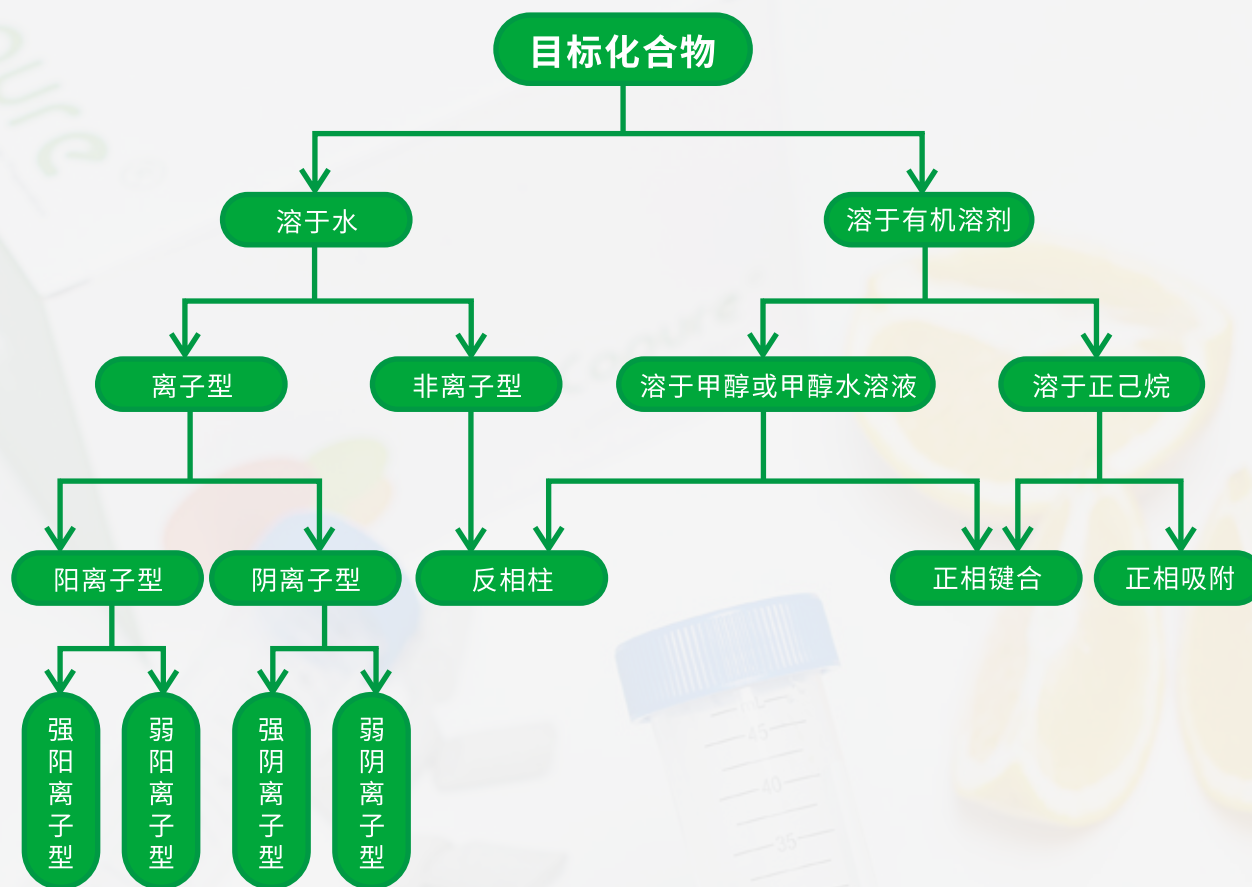 目标化合物
溶于水
溶于有机溶剂
离子型
非离子型
溶于甲醇或甲醇水溶液
溶于正己烷
阳离子型
阴离子型
反相柱
正相键合
正相吸附
强阳离子型
弱阳离子型
强阴离子型
弱阴离子型
45
40
35